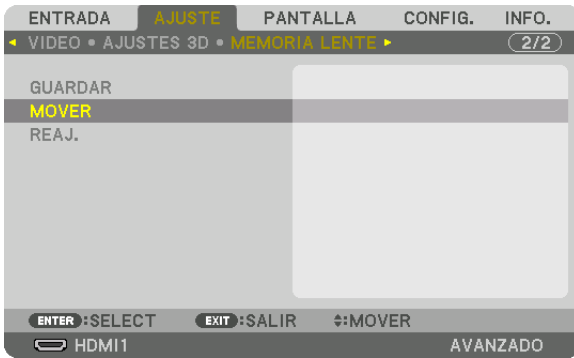 ENTRADA AJUSTE PANTALLA CONFIG. INFO.
VIDEO • AJUSTES 3D • MEMORIA LENTE 2/2
GUARDAR
MOVER
REAJ.
ENTER :SELECT EXIT :SALIR :MOVER
HDMI1 AVANZADO